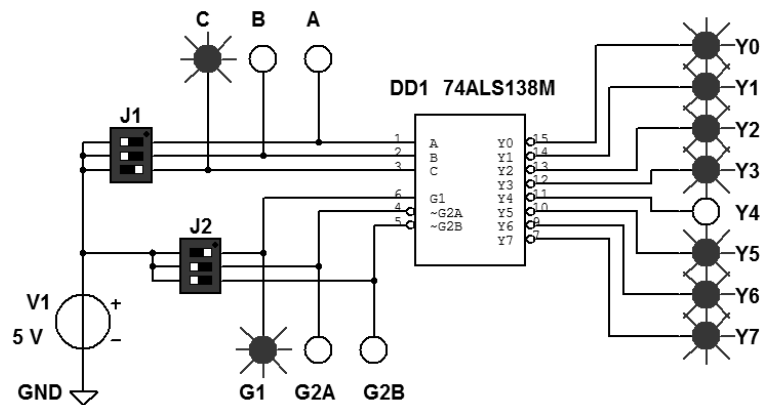 C B A
Y0
Y1
Y2
Y3
Y4
Y5
Y6
Y7
DD1 74ALS138M
J1
1 A Y0 15
2 B Y1 14
3 C Y2 13
Y3 12
6 G1 Y4 11
4 ~G2A Y5 10
5 ~G2B Y6 9
Y7 7
J2
V1
+
5 V
−
GND
G1 G2A G2B